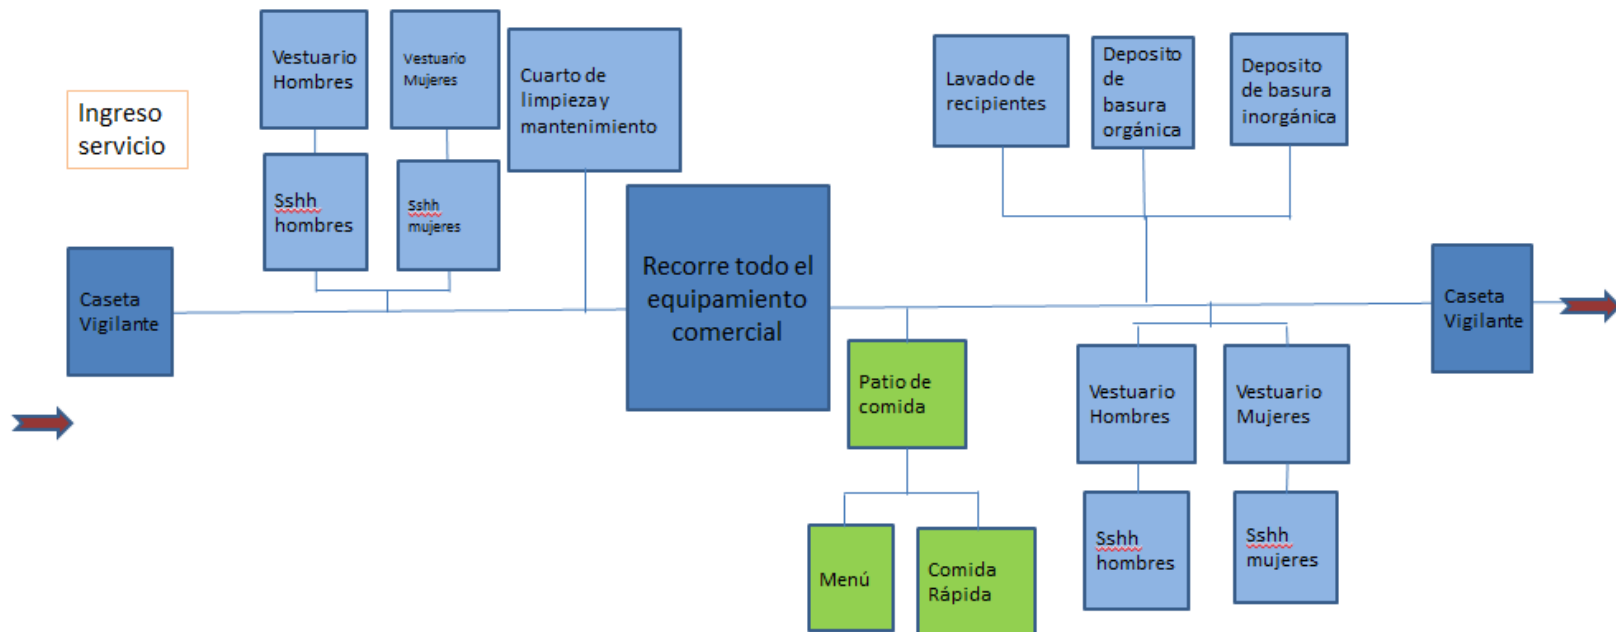 Ingreso
servicio
Vestuario
Hombres
Vestuario
Mujeres
Cuarto de
limpieza y
mantenimiento
Sshh
hombres
Sshh
mujeres
Caseta
Vigilante
Recorre todo el
equipamiento
comercial
Lavado de
recipientes
Deposito
de
basura
orgánica
Deposito
de basura
inorgánica
Caseta
Vigilante
Patio de
comida
Menú
Comida
Rápida
Vestuario
Hombres
Vestuario
Mujeres
Sshh
hombres
Sshh
mujeres